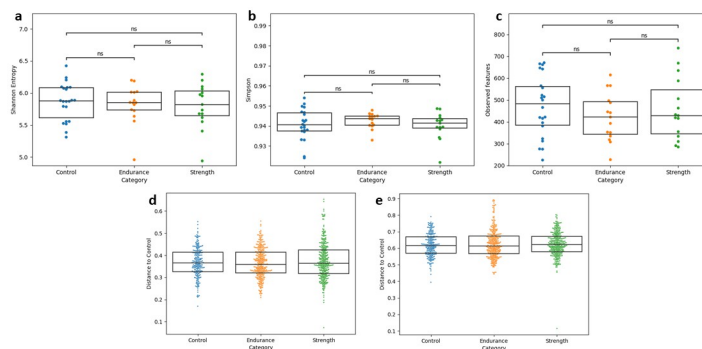 a
7.0
6.5
6.0
5.5
5.0
Shannon Entropy
ns
ns
ns
Control
Endurance
Strength
Category
b
0.99
0.98
0.97
0.96
0.95
0.94
0.93
Simpson
ns
ns
ns
Control
Endurance
Strength
Category
c
800
700
600
500
400
300
200
Observed features
ns
ns
ns
Control
Endurance
Strength
Category
d
0.6
0.5
0.4
0.3
0.2
0.1
Distance to Control
Control
Endurance
Strength
Category
e
0.9
0.8
0.7
0.6
0.5
0.4
0.3
0.2
0.1
Distance to Control
Control
Endurance
Strength
Category